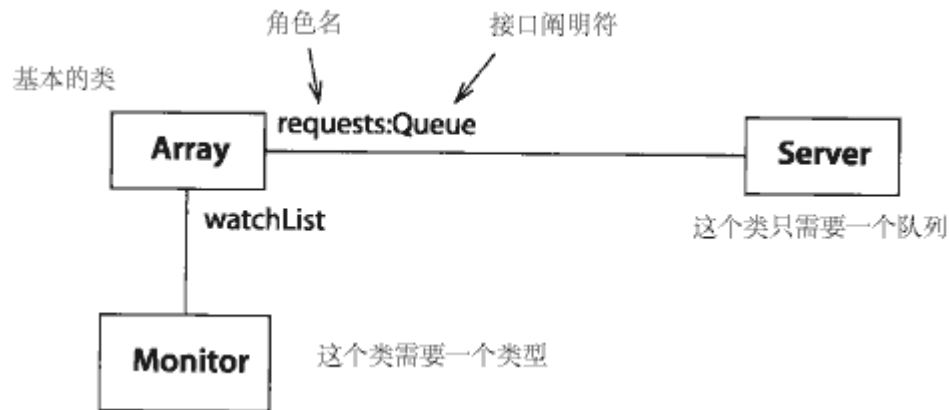 角色名
接口阐明符
基本的类
requests:Queue
Array
Server
watchList
这个类只需要一个队列
Monitor
这个类需要一个类型